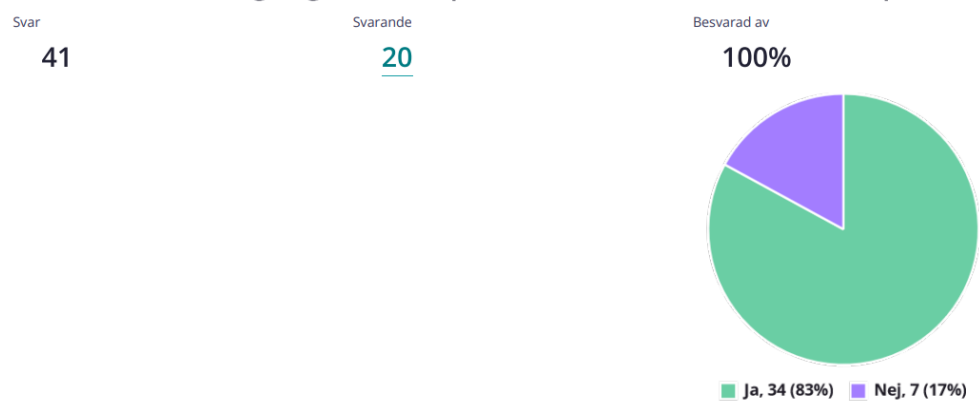 Svar
Svarande
Besvarad av
41
20
100%
Ja, 34 (83%)
Nej, 7 (17%)